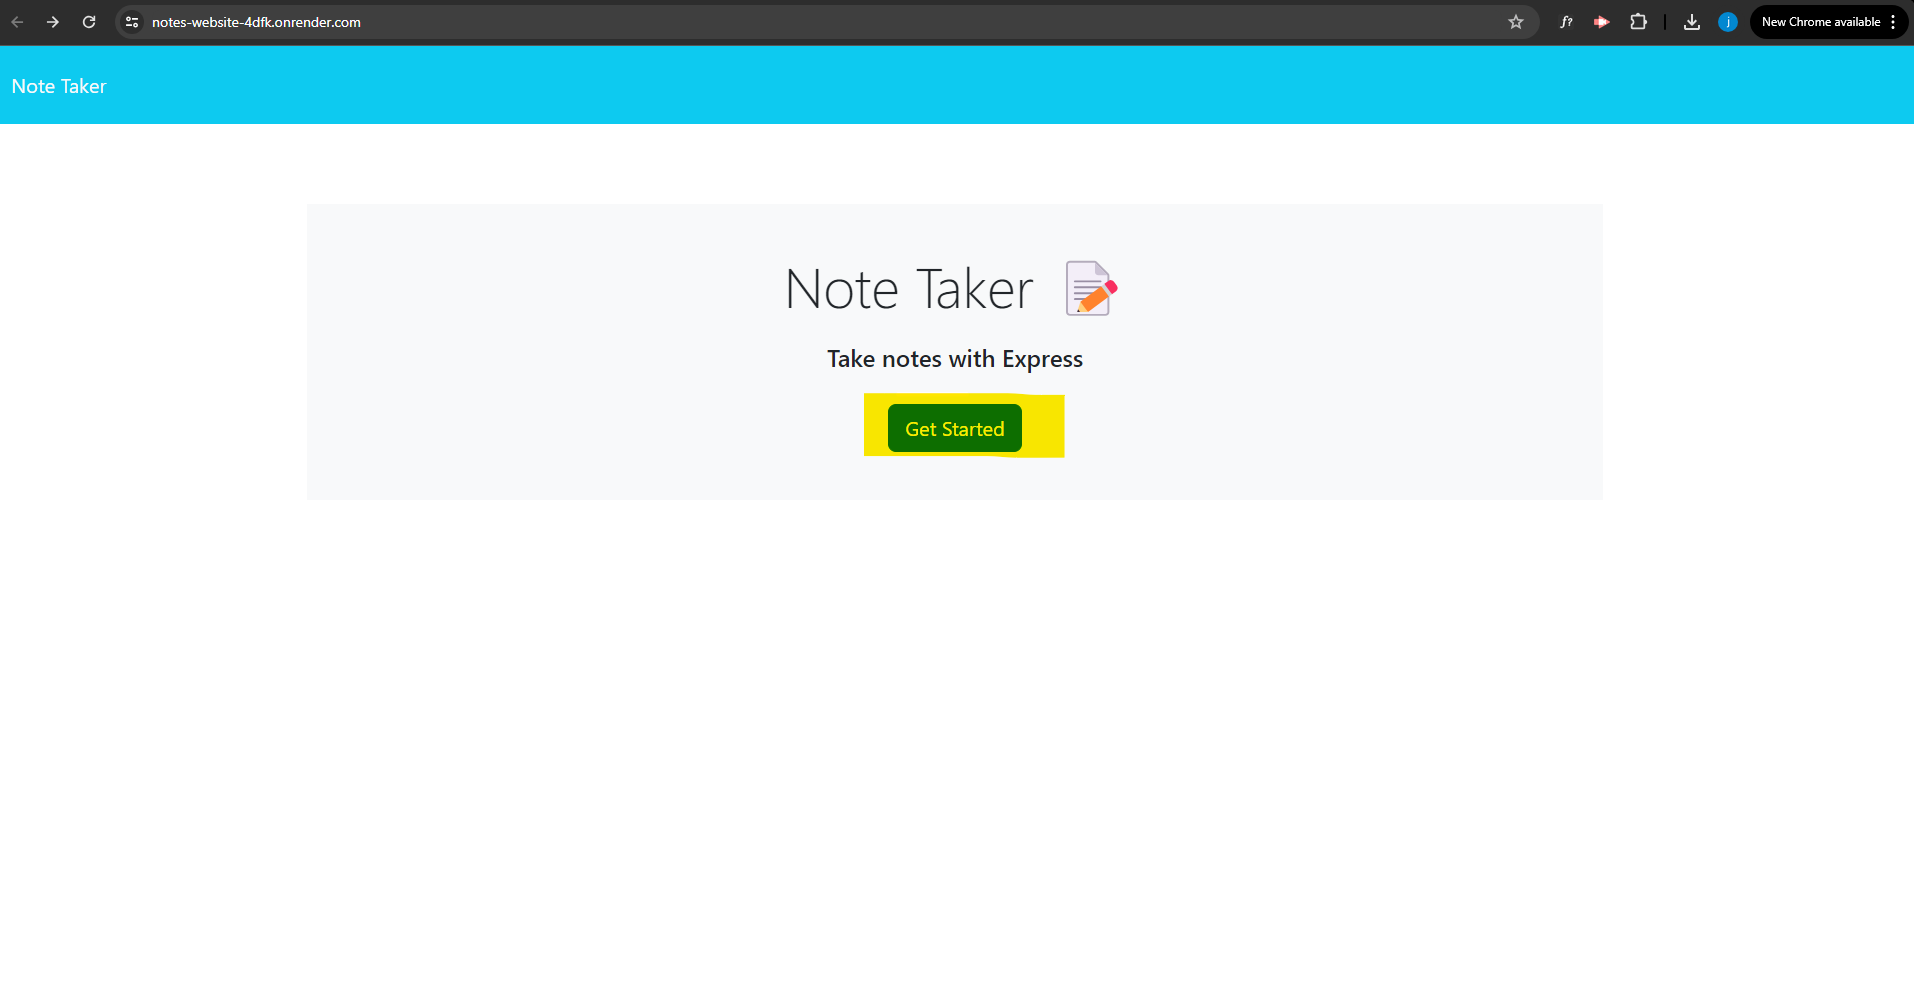 notes-website-4dfk.onrender.com
f?
j
New Chrome available
Note Taker
Note Taker
Take notes with Express
Get Started